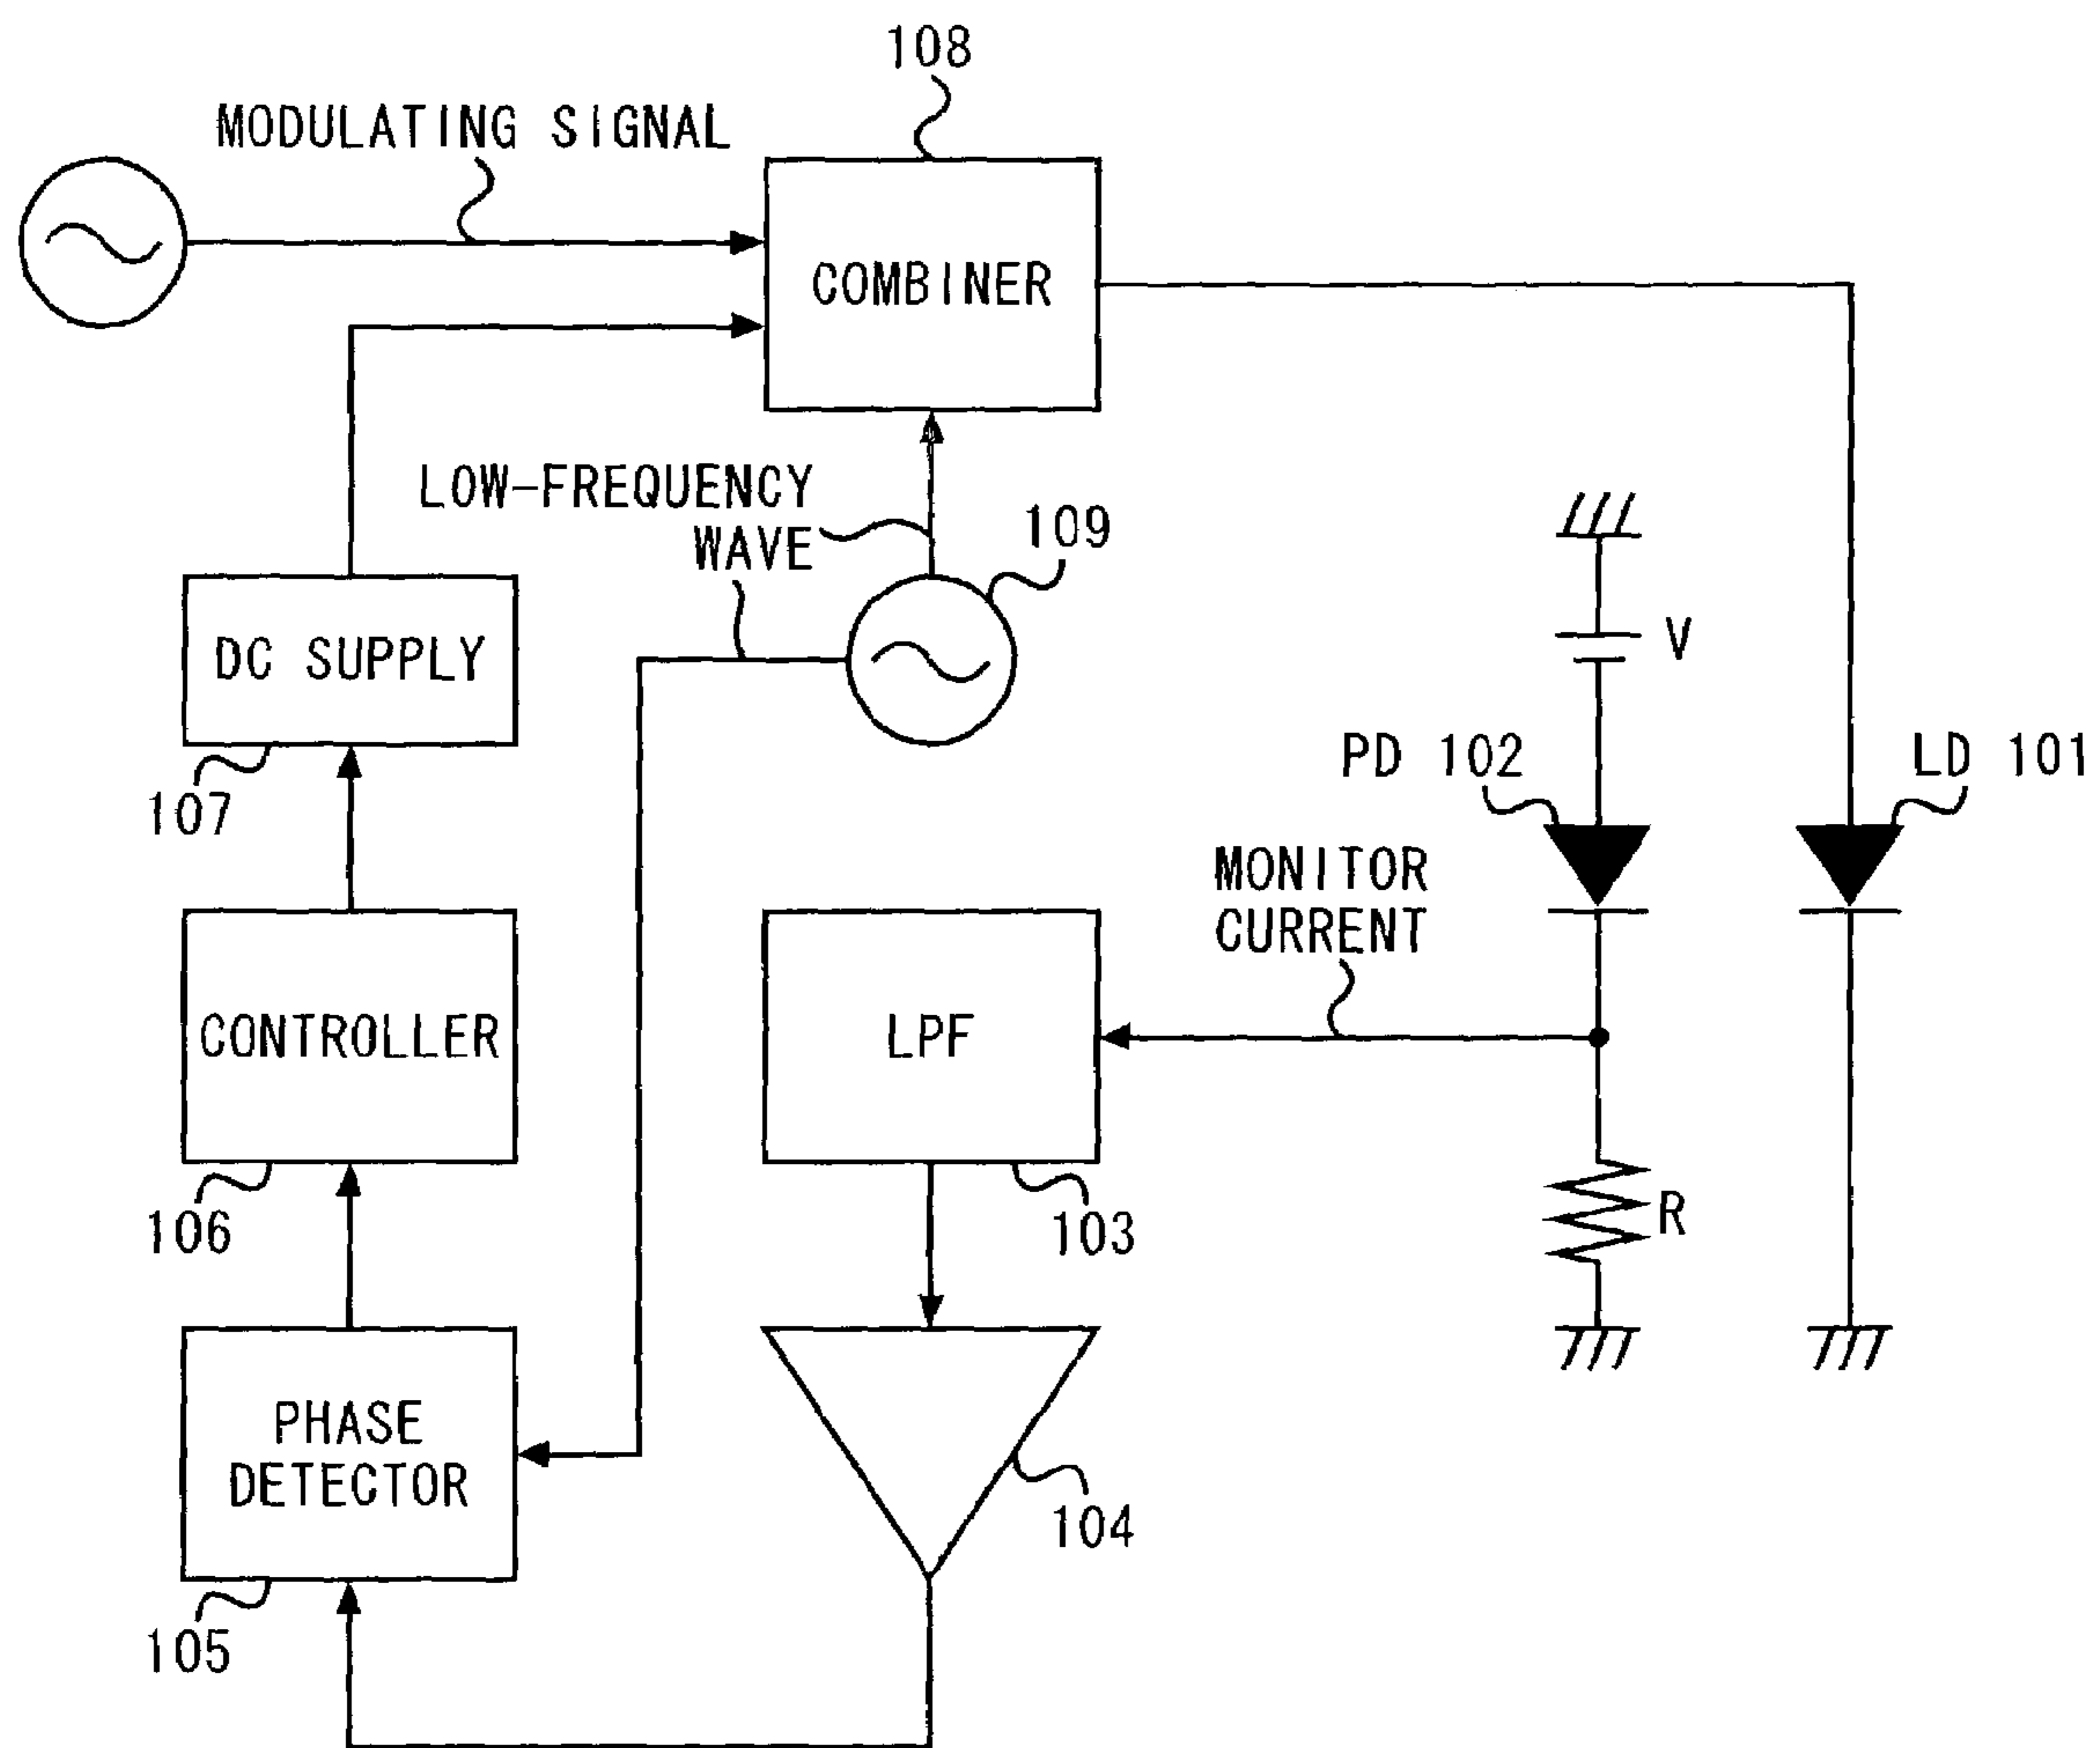 108
MODULATING SIGNAL
COMBINER
LOW-FREQUENCY
WAVE
109
DC SUPPLY
V
107
PD 102
LD 101
MONITOR
CURRENT
CONTROLLER
LPF
106
103
R
PHASE
DETECTOR
104
105